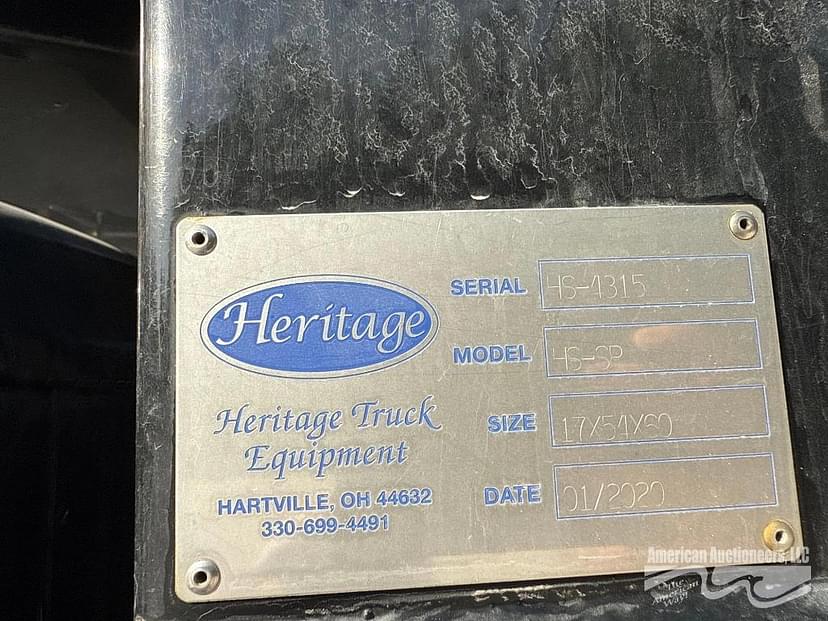 Heritage
Heritage Truck
Equipment
HARTVILLE, OH 44632
330-699-4491
SERIAL HS-4315
MODEL HS-SP
SIZE 17X54X60
DATE 01/2020
American Auctioneers, LLC